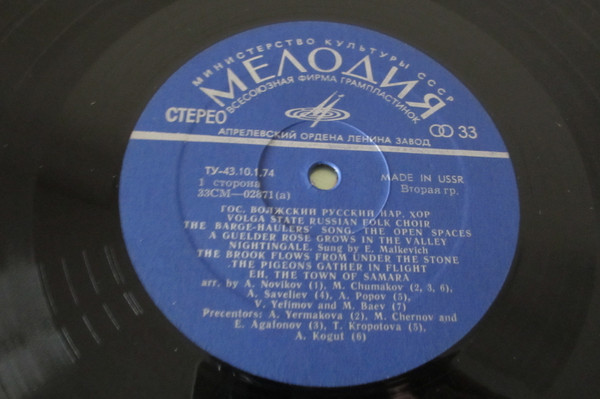 МИНИСТЕРСТВО КУЛЬТУРЫ СССР
МЕЛОДИЯ
ВСЕСОЮЗНАЯ ФИРМА ГРАМПЛАСТИНОК
СТЕРЕО
33
АПРЕЛЕВСКИЙ ОРДЕНА ЛЕНИНА ЗАВОД
ТУ-43.10.1.74
MADE IN USSR
1 сторона
Вторая гр.
33СМ—02871(а)
ГОС. ВОЛЖСКИЙ РУССКИЙ НАР. ХОР
VOLGA STATE RUSSIAN FOLK CHOIR
THE BARGE-HAULERS' SONG. THE OPEN SPACES
A GUELDER ROSE GROWS IN THE VALLEY
NIGHTINGALE. Sung by E. Malkevich
THE BROOK FLOWS FROM UNDER THE STONE
THE PIGEONS GATHER IN FLIGHT
EH, THE TOWN OF SAMARA
arr. by A. Novikov (1), M. Chumakov (2, 3, 6),
A. Saveliev (4), A. Popov (5),
V. Yefimov and M. Baev (7)
Precentors: A. Yermakova (2), M. Chernov and
E. Agafonov (3), T. Kropotova (5),
A. Kogut (6)